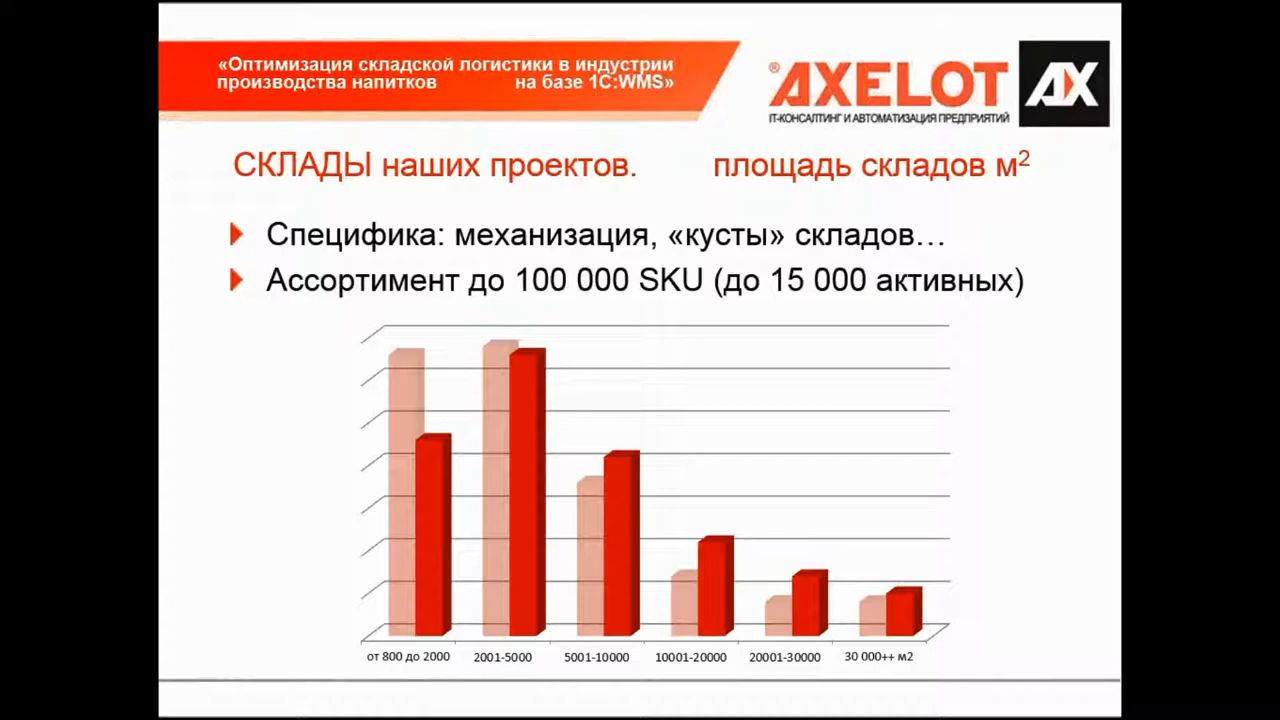 «Оптимизация складской логистики в индустрии
производства напитков на базе 1С:WMS»
®AXELOT AX
IT-КОНСАЛТИНГ И АВТОМАТИЗАЦИЯ ПРЕДПРИЯТИЙ
СКЛАДЫ наших проектов. площадь складов м²
Специфика: механизация, «кусты» складов…
Ассортимент до 100 000 SKU (до 15 000 активных)
от 800 до 2000 2001-5000 5001-10000 10001-20000 20001-30000 30 000++ м2